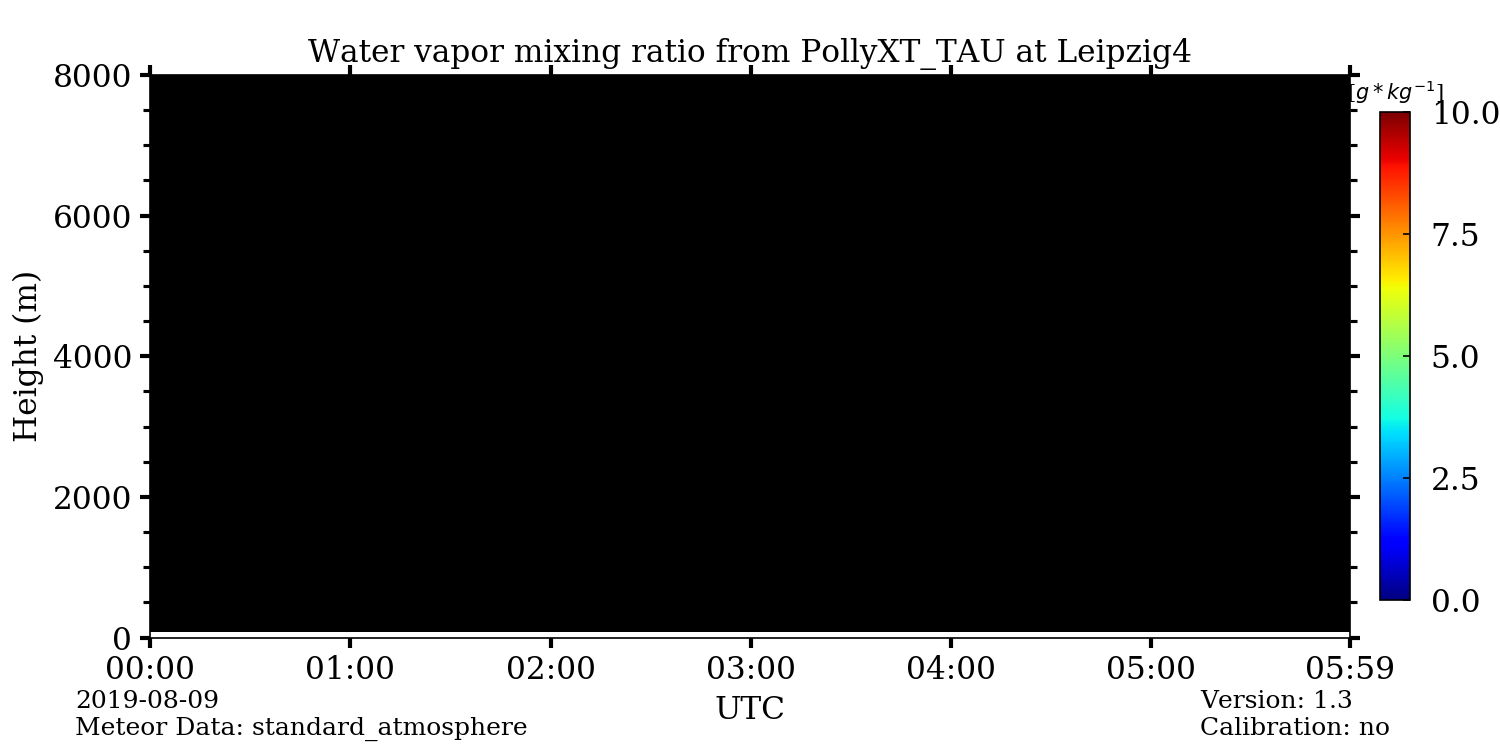 Water vapor mixing ratio from PollyXT_TAU at Leipzig4
[g*kg⁻¹]
8000
6000
4000
2000
0
Height (m)
10.0
7.5
5.0
2.5
0.0
00:00 01:00 02:00 03:00 04:00 05:00 05:59
UTC
2019-08-09
Meteor Data: standard_atmosphere
Version: 1.3
Calibration: no